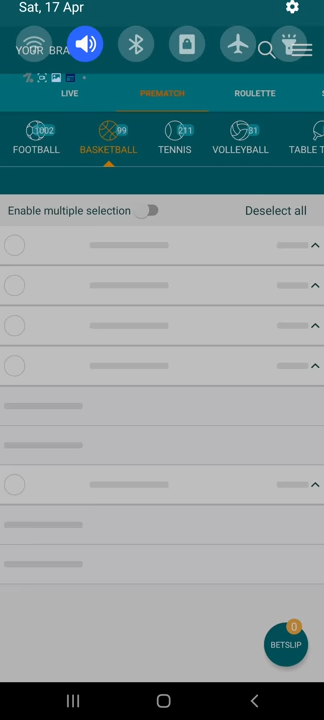 Sat, 17 Apr
YOUR BRA
LIVE
PREMATCH
ROULETTE
1002
99
211
31
FOOTBALL
BASKETBALL
TENNIS
VOLLEYBALL
TABLE T
Enable multiple selection
Deselect all
0
BETSLIP